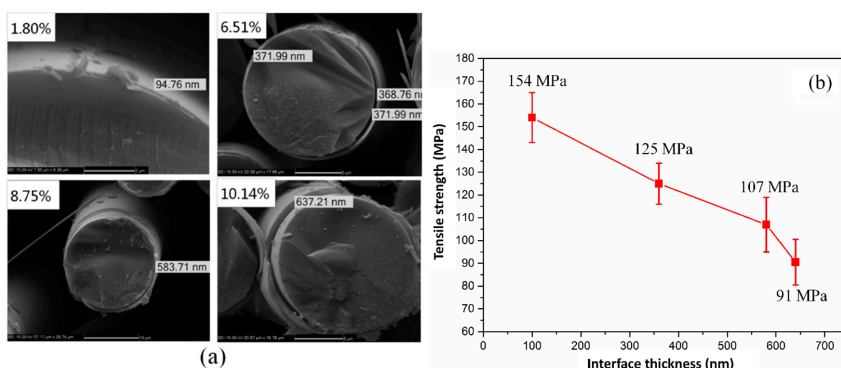 1.80%
94.76 nm
6.51%
371.99 nm
368.76 n
371.99 nm
8.75%
583.71 nm
10.14%
637.21 nm
(a)
(b)
154 MPa
125 MPa
107 MPa
91 MPa
Tensile strength (MPa)
180
170
160
150
140
130
120
110
100
90
80
70
60
0
100
200
300
400
500
600
700
Interface thickness (nm)